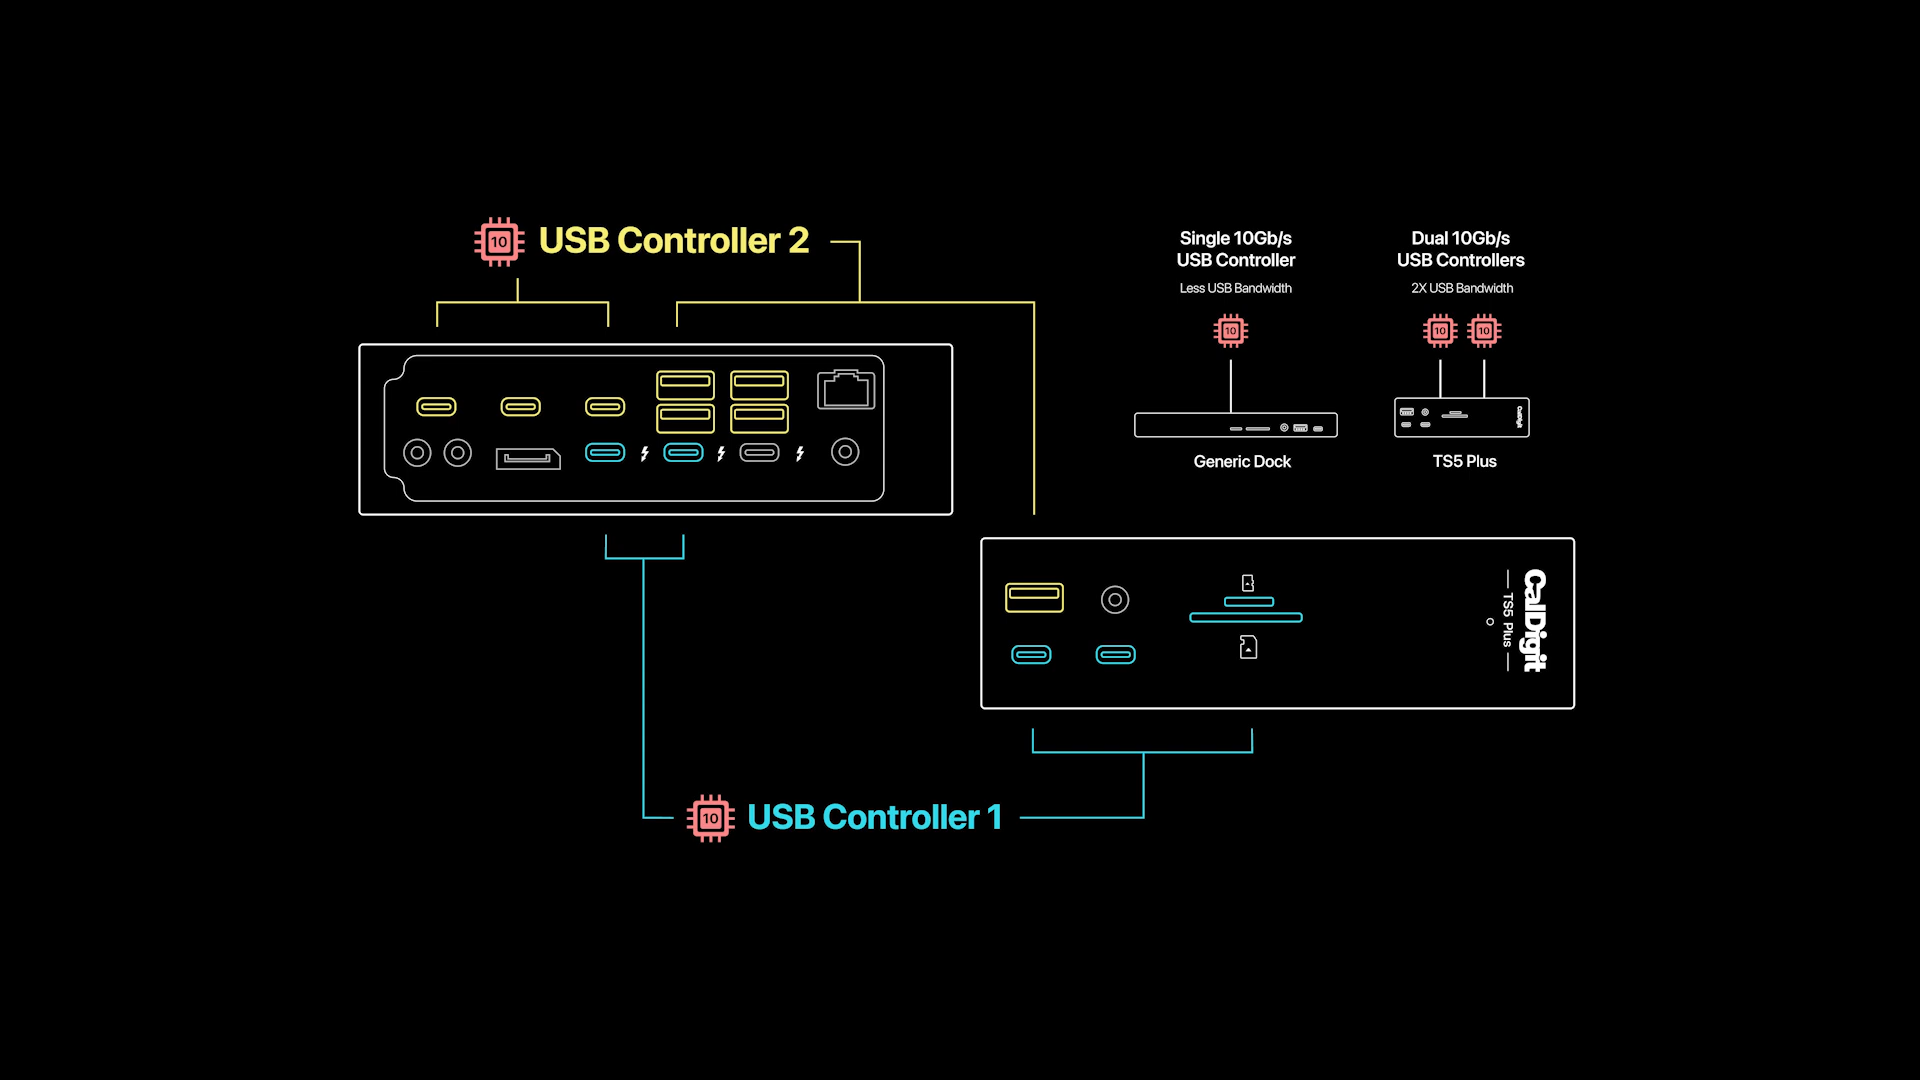 10 USB Controller 2
Single 10Gb/s
USB Controller
Less USB Bandwidth
10
Generic Dock
Dual 10Gb/s
USB Controllers
2X USB Bandwidth
10 10
CalDigit
TS5 Plus
CalDigit
TS5 Plus
10 USB Controller 1